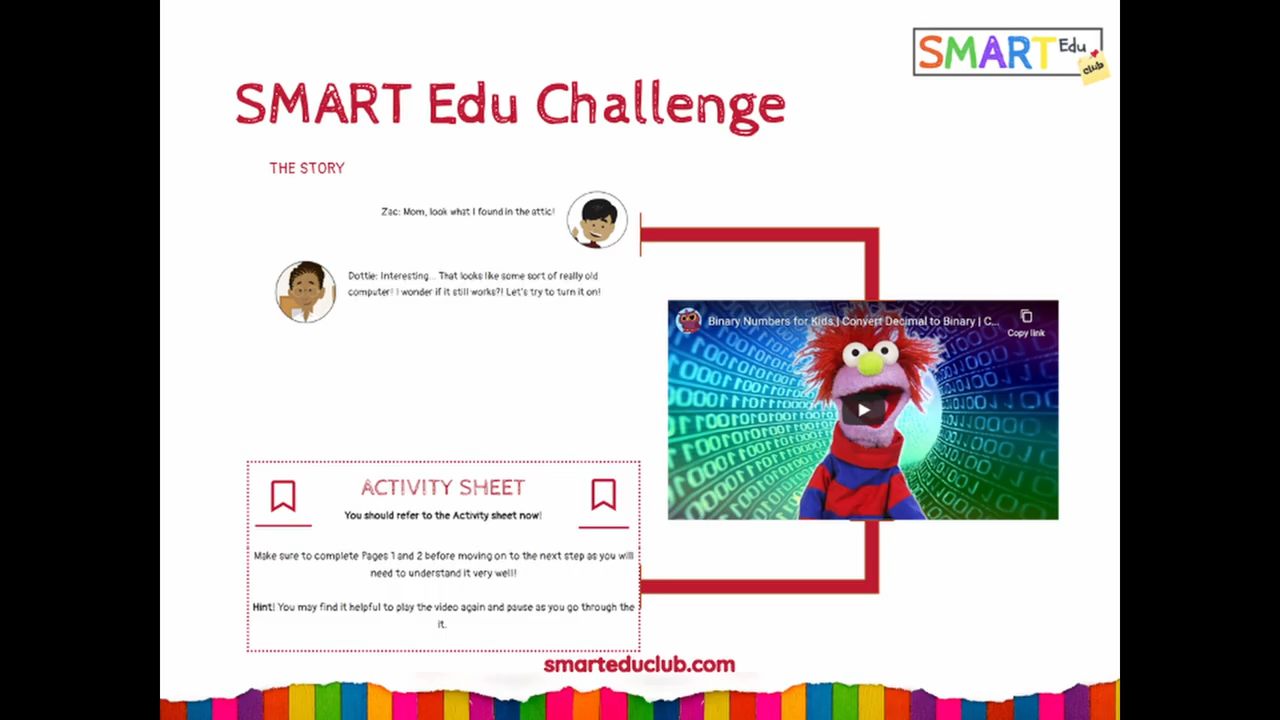 SMART Edu
club
SMART Edu Challenge
THE STORY
Zac: Mom, look what I found in the attic!
Dottie: Interesting... That looks like some sort of really old
computer! I wonder if it still works?! Let's try to turn it on!
Binary Numbers for Kids | Convert Decimal to Binary | C...
Copy link
ACTIVITY SHEET
You should refer to the Activity sheet now!
Make sure to complete Pages 1 and 2 before moving on to the next step as you will
need to understand it very well!
Hint! You may find it helpful to play the video again and pause as you go through the
it.
smarteduclub.com